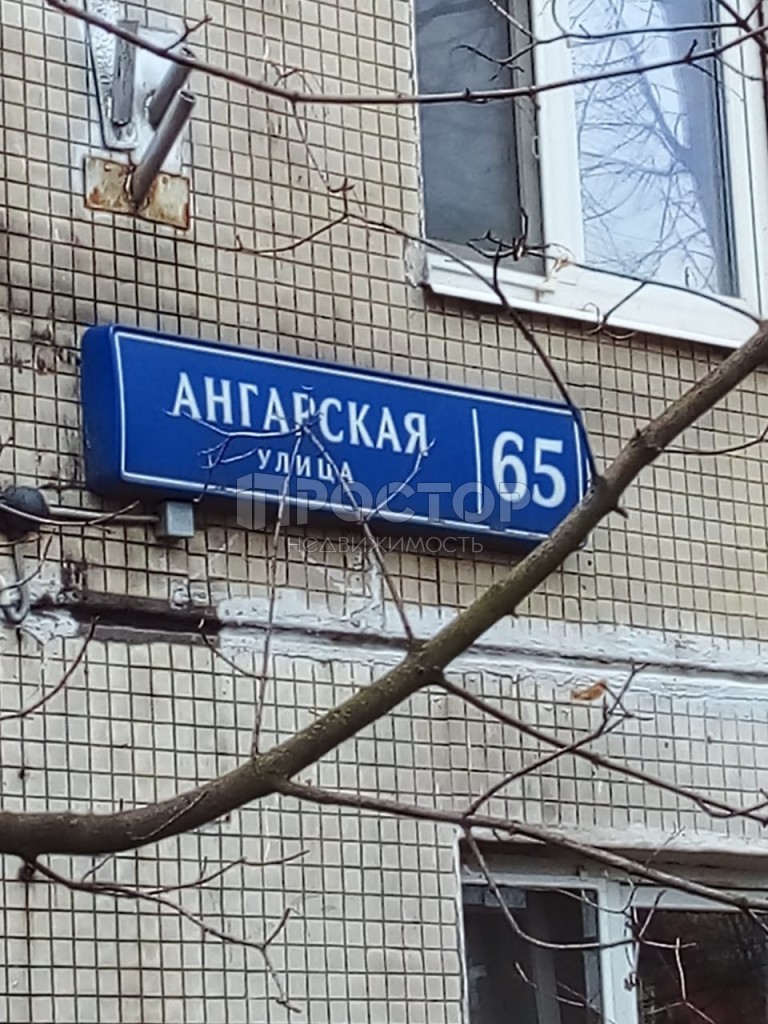 АНГАРСКАЯ
УЛИЦА
65
ПРОСТОР
недвижимость